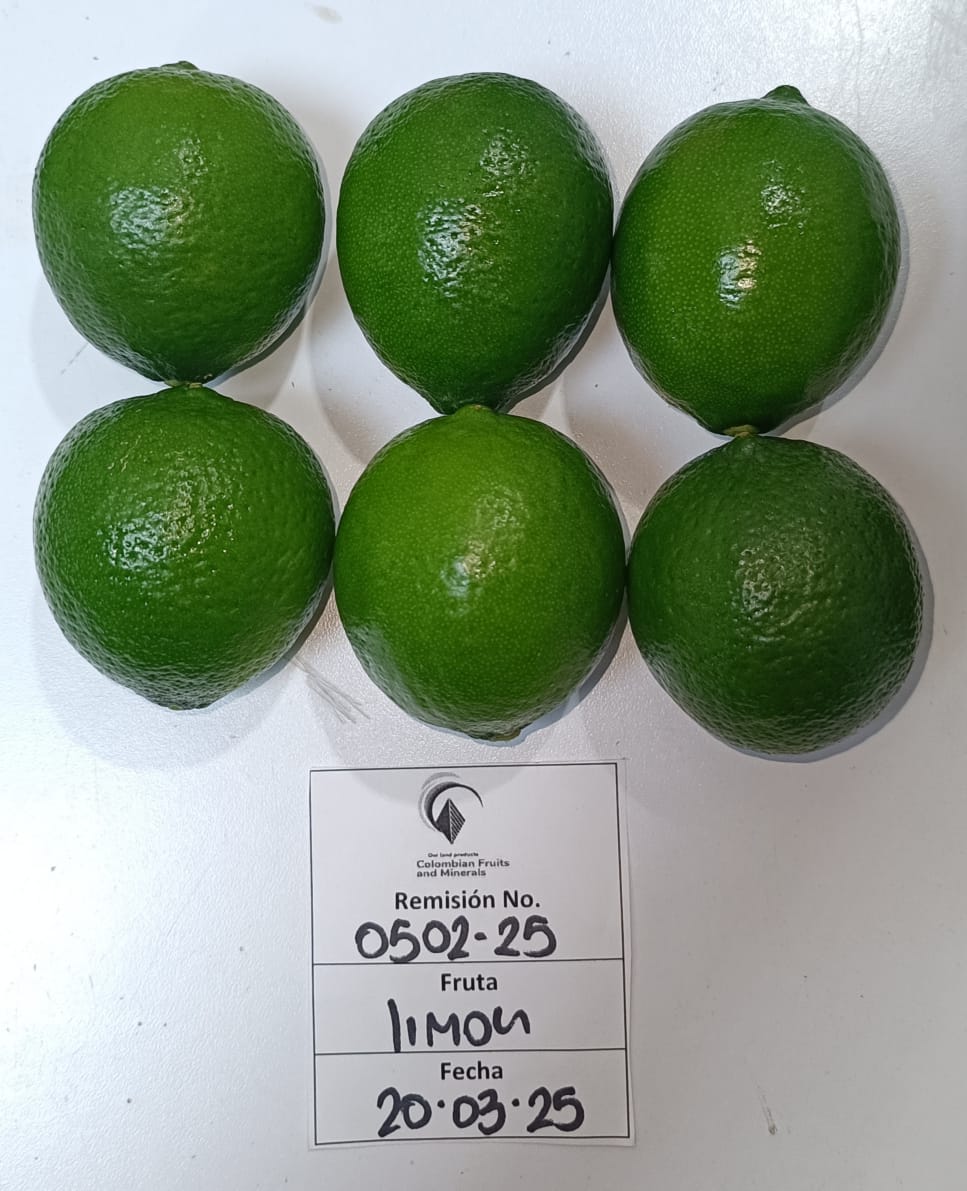 Our land products
Colombian Fruits
and Minerals
Remisión No.
0502-25
Fruta
limon
Fecha
20·03·25